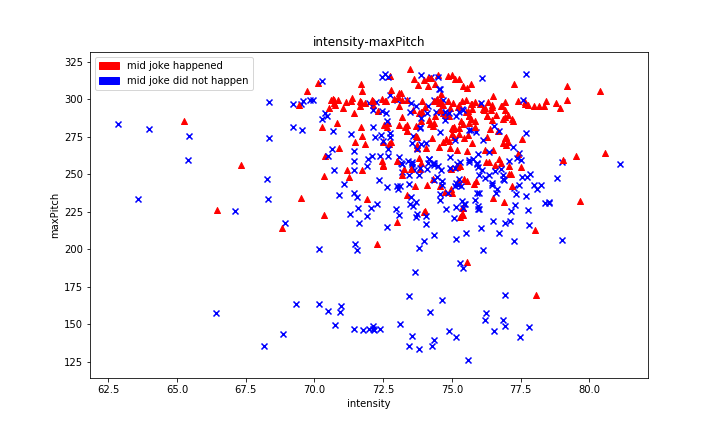 intensity-maxPitch
mid joke happened
mid joke did not happen
maxPitch
325
300
275
250
225
200
175
150
125
62.5 65.0 67.5 70.0 72.5 75.0 77.5 80.0
intensity